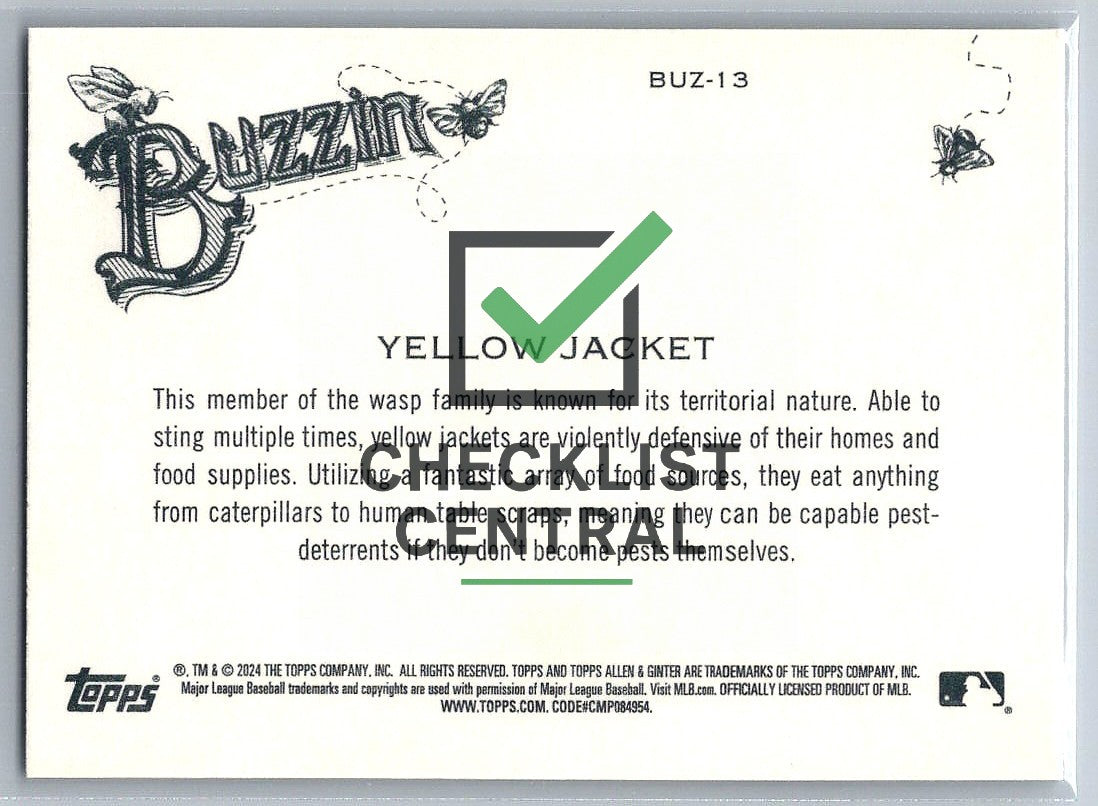 BUZZIN
BUZ-13
YELLOW JACKET
This member of the wasp family is known for its territorial nature. Able to
sting multiple times, yellow jackets are violently defensive of their homes and
food supplies. Utilizing a fantastic array of food sources, they eat anything
from caterpillars to human table scraps, meaning they can be capable pest-
deterrents if they don't become pests themselves.
CHECKLIST
CENTRAL
topps®
®, TM & © 2024 THE TOPPS COMPANY, INC. ALL RIGHTS RESERVED. TOPPS AND TOPPS ALLEN & GINTER ARE TRADEMARKS OF THE TOPPS COMPANY, INC.
Major League Baseball trademarks and copyrights are used with permission of Major League Baseball. Visit MLB.com. OFFICIALLY LICENSED PRODUCT OF MLB.
WWW.TOPPS.COM. CODE#CMP084954.
®